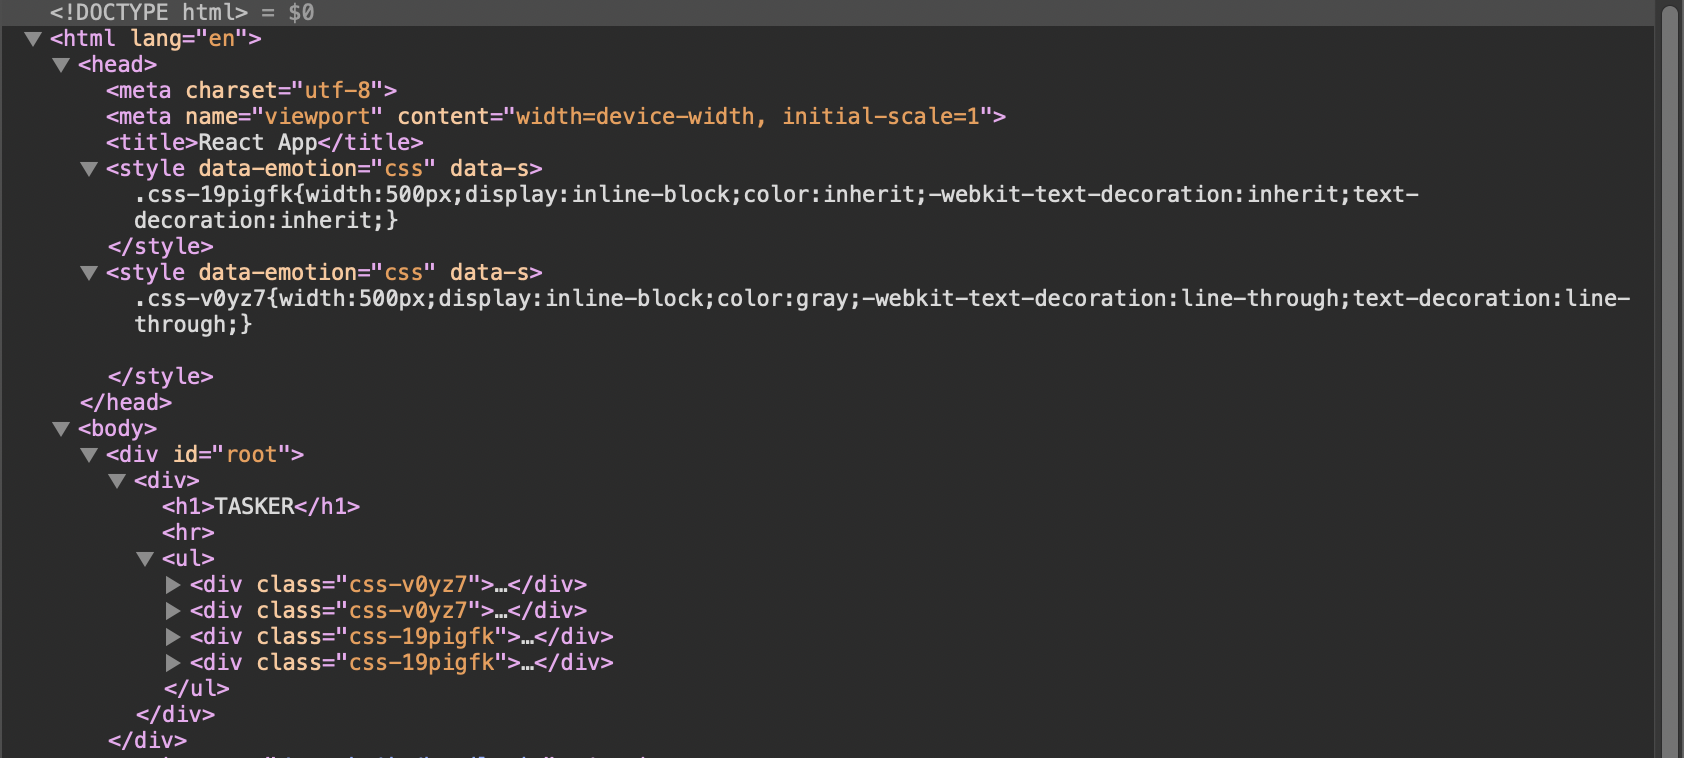 <!DOCTYPE html> = $0
<html lang="en">
<head>
<meta charset="utf-8">
<meta name="viewport" content="width=device-width, initial-scale=1">
<title>React App</title>
<style data-emotion="css" data-s>
.css-19pigfk{width:500px;display:inline-block;color:inherit;-webkit-text-decoration:inherit;text-
decoration:inherit;}
</style>
<style data-emotion="css" data-s>
.css-v0yz7{width:500px;display:inline-block;color:gray;-webkit-text-decoration:line-through;text-decoration:line-
through;}
</style>
</head>
<body>
<div id="root">
<div>
<h1>TASKER</h1>
<hr>
<ul>
<div class="css-v0yz7">…</div>
<div class="css-v0yz7">…</div>
<div class="css-19pigfk">…</div>
<div class="css-19pigfk">…</div>
</ul>
</div>
</div>